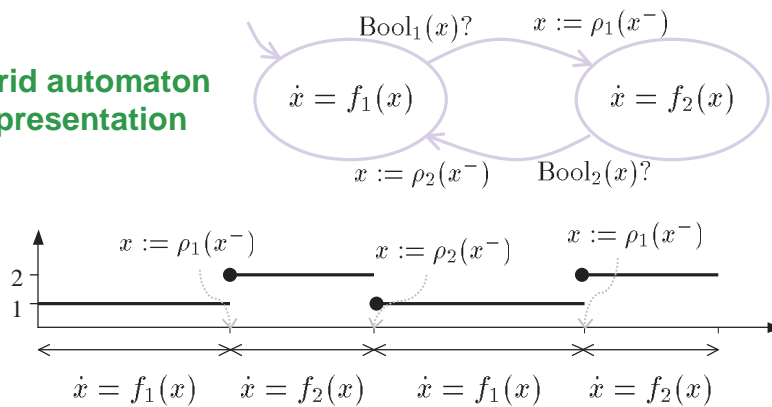 Bool₁(x)? x := ρ₁(x⁻)
rid automaton
presentation
ẋ = f₁(x) ẋ = f₂(x)
x := ρ₂(x⁻) Bool₂(x)?
x := ρ₁(x⁻) x := ρ₂(x⁻) x := ρ₁(x⁻)
2
1
ẋ = f₁(x) ẋ = f₂(x) ẋ = f₁(x) ẋ = f₂(x)